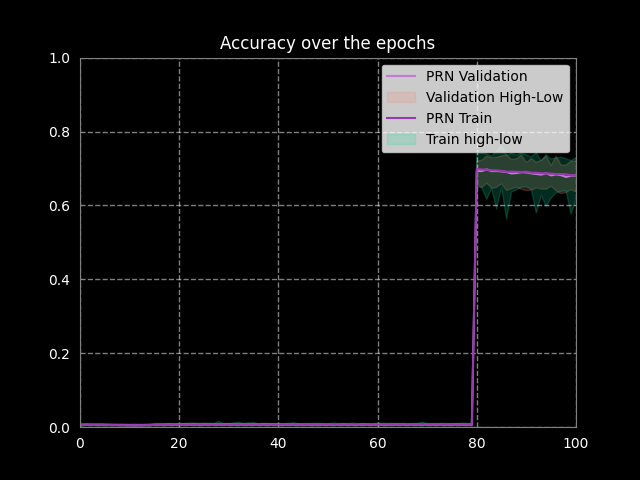 Accuracy over the epochs
1.0
0.8
0.6
0.4
0.2
0.0
PRN Validation
Validation High-Low
PRN Train
Train high-low
0 20 40 60 80 100